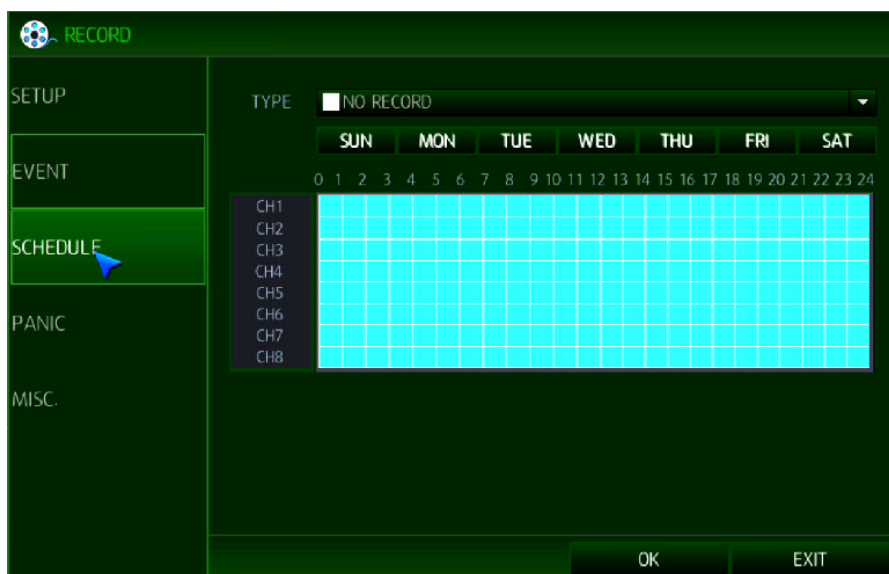 RECORD
SETUP
EVENT
SCHEDULE
PANIC
MISC.
TYPE NO RECORD
SUN MON TUE WED THU FRI SAT
0 1 2 3 4 5 6 7 8 9 10 11 12 13 14 15 16 17 18 19 20 21 22 23 24
CH1
CH2
CH3
CH4
CH5
CH6
CH7
CH8
OK EXIT